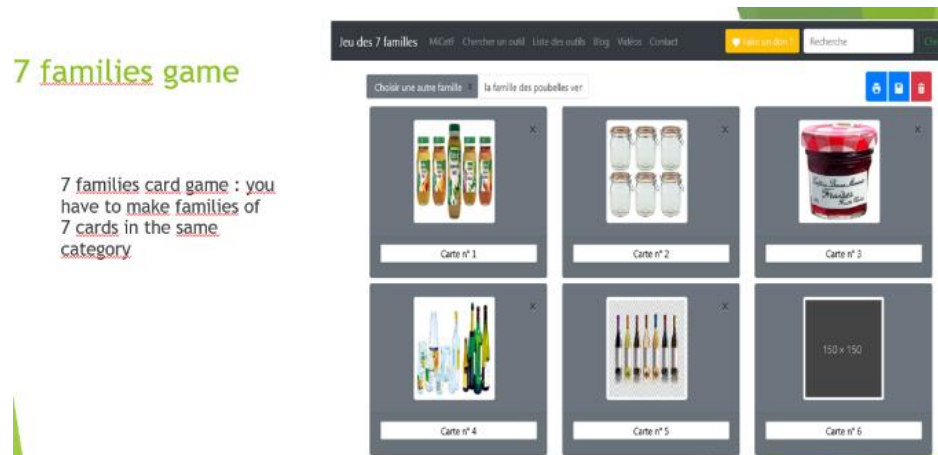 7 families game
7 families card game : you
have to make families of
7 cards in the same
category
Jeu des 7 familles MiCetF Chercher un outil Liste des outils Blog Vidéos Contact Faire un don ! Recherche
Choisir une autre famille la famille des poubelles ver
X X X
Carte n° 1 Carte n° 2 Carte n° 3
X X
150 × 150
Carte n° 4 Carte n° 5 Carte n° 6